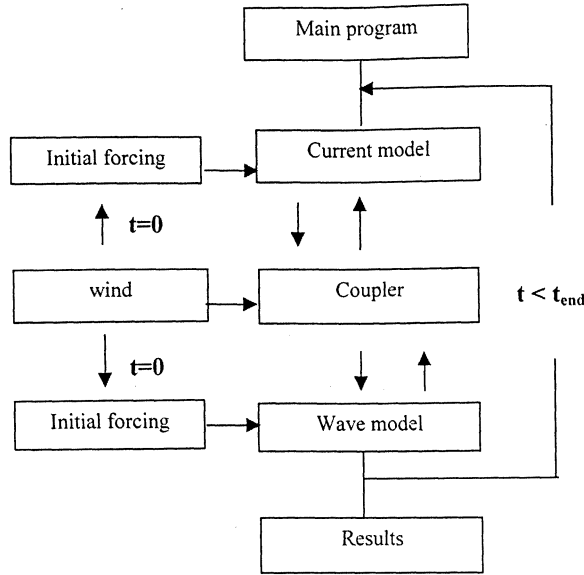 Main program
Initial forcing
Current model
t=0
wind
Coupler
t < tend
t=0
Initial forcing
Wave model
Results